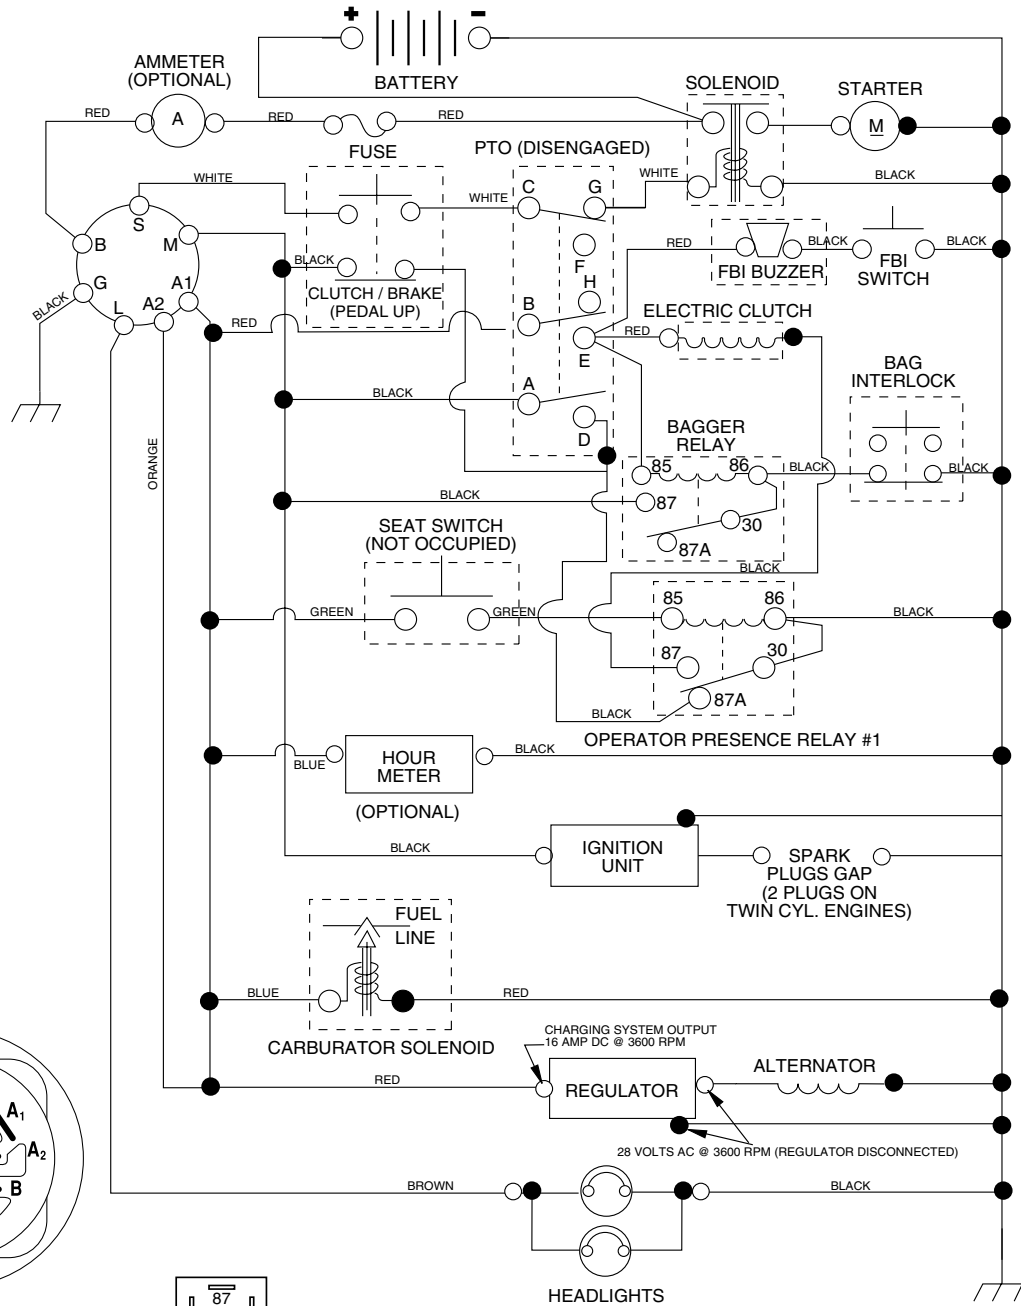 + -
BATTERY
AMMETER
(OPTIONAL)
SOLENOID
STARTER
RED
A
RED
RED
M
FUSE
PTO (DISENGAGED)
WHITE
WHITE
WHITE
BLACK
C
G
S
M
B
F
RED
BLACK
BLACK
FBI BUZZER
FBI
SWITCH
BLACK
G
A1
A2
L
BLACK
CLUTCH / BRAKE
(PEDAL UP)
H
B
RED
RED
ELECTRIC CLUTCH
E
BAG
INTERLOCK
A
BLACK
D
BAGGER
RELAY
ORANGE
85
86
BLACK
BLACK
BLACK
87
30
87A
SEAT SWITCH
(NOT OCCUPIED)
BLACK
GREEN
GREEN
85
86
BLACK
87
30
87A
BLACK
OPERATOR PRESENCE RELAY #1
BLUE
HOUR
METER
BLACK
(OPTIONAL)
BLACK
IGNITION
UNIT
SPARK
PLUGS GAP
(2 PLUGS ON
TWIN CYL. ENGINES)
FUEL
LINE
BLUE
RED
CARBURATOR SOLENOID
CHARGING SYSTEM OUTPUT
16 AMP DC @ 3600 RPM
RED
REGULATOR
ALTERNATOR
28 VOLTS AC @ 3600 RPM (REGULATOR DISCONNECTED)
A1
A2
B
BROWN
BLACK
HEADLIGHTS
87